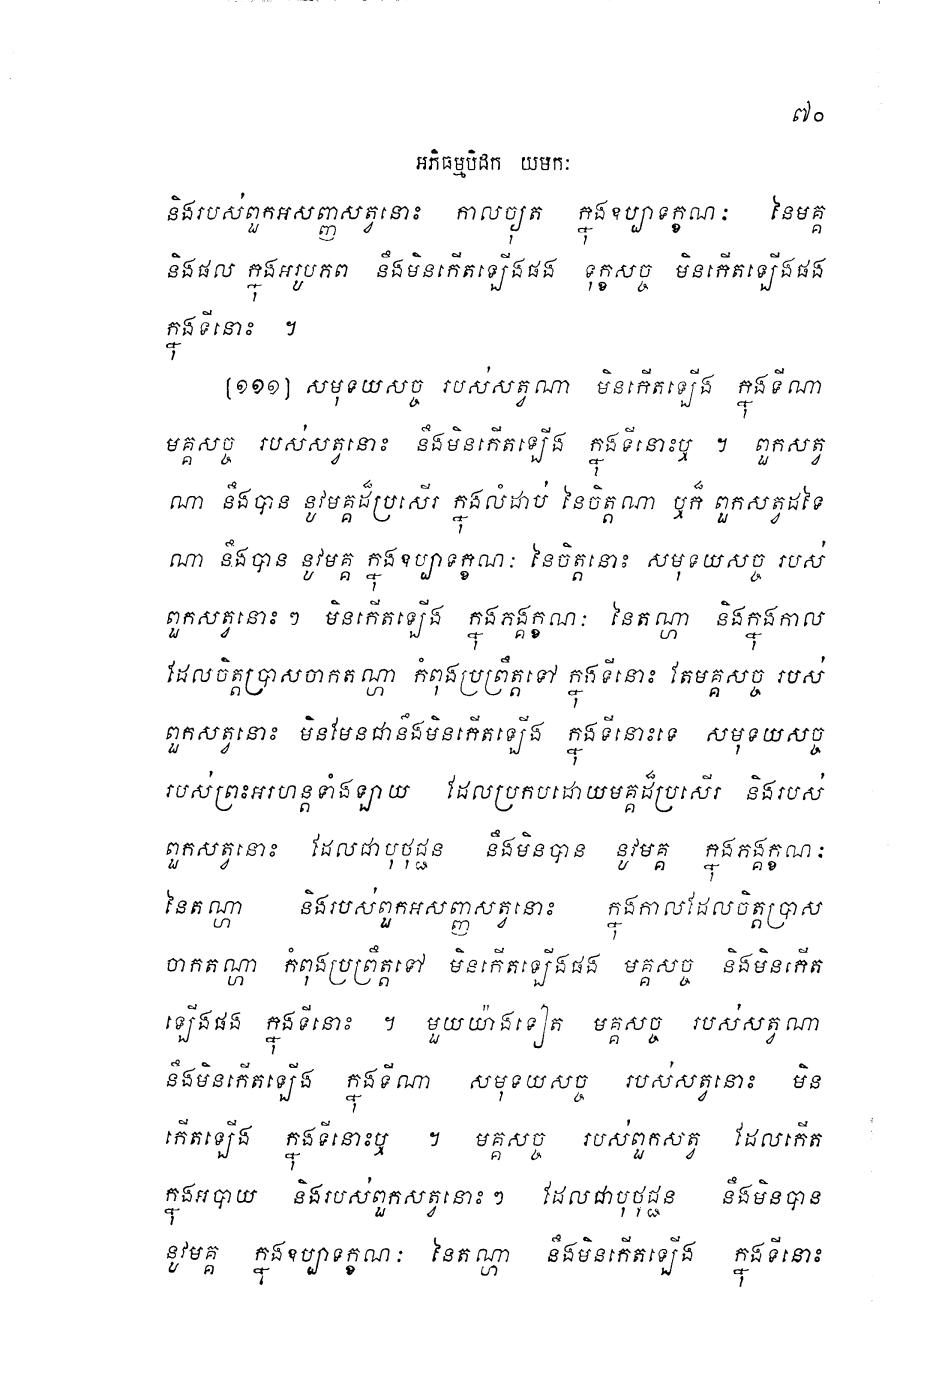 ៧០
អភិធម្មបិដក យមកៈ
និងរបស់ពួកអសញ្ញសត្វនោះ កាលច្យុត ក្នុងឧប្បាទក្ខណៈ នៃមគ្គ
និងផល ក្នុងអរូបភព នឹងមិនកើតឡើងផង ទុក្ខសច្ច មិនកើតឡើងផង
ក្នុងទីនោះ ។
[១១១] សមុទយសច្ច របស់សត្វណា មិនកើតឡើង ក្នុងទីណា
មគ្គសច្ច របស់សត្វនោះ នឹងមិនកើតឡើង ក្នុងទីនោះឬ ។ ពួកសត្វ
ណា នឹងបាន នូវមគ្គដ៏ប្រសើរ ក្នុងលំដាប់ នៃចិត្តណា ឬក៏ ពួកសត្វដទៃ
ណា នឹងបាន នូវមគ្គ ក្នុងឧប្បាទក្ខណៈ នៃចិត្តនោះ សមុទយសច្ច របស់
ពួកសត្វនោះ ៗ មិនកើតឡើង ក្នុងភង្គក្ខណៈ នៃតណ្ហា និងក្នុងកាល
ដែលចិត្តប្រាសចាកតណ្ហា កំពុងប្រព្រឹត្តទៅ ក្នុងទីនោះ តែមគ្គសច្ច របស់
ពួកសត្វនោះ មិនមែនជានឹងមិនកើតឡើង ក្នុងទីនោះទេ សមុទយសច្ច
របស់ព្រះអរហន្តទាំងឡាយ ដែលប្រកបដោយមគ្គដ៏ប្រសើរ និងរបស់
ពួកសត្វនោះ ដែលជាបុថុជ្ជន នឹងមិនបាន នូវមគ្គ ក្នុងភង្គក្ខណៈ
នៃតណ្ហា និងរបស់ពួកអសញ្ញសត្វនោះ ក្នុងកាលដែលចិត្តប្រាស
ចាកតណ្ហា កំពុងប្រព្រឹត្តទៅ មិនកើតឡើងផង មគ្គសច្ច នឹងមិនកើត
ឡើងផង ក្នុងទីនោះ ។ មួយយ៉ាងទៀត មគ្គសច្ច របស់សត្វណា
នឹងមិនកើតឡើង ក្នុងទីណា សមុទយសច្ច របស់សត្វនោះ មិន
កើតឡើង ក្នុងទីនោះឬ ។ មគ្គសច្ច របស់ពួកសត្វ ដែលកើត
ក្នុងអបាយ និងរបស់ពួកសត្វនោះ ៗ ដែលជាបុថុជ្ជន នឹងមិនបាន
នូវមគ្គ ក្នុងឧប្បាទក្ខណៈ នៃតណ្ហា នឹងមិនកើតឡើង ក្នុងទីនោះ